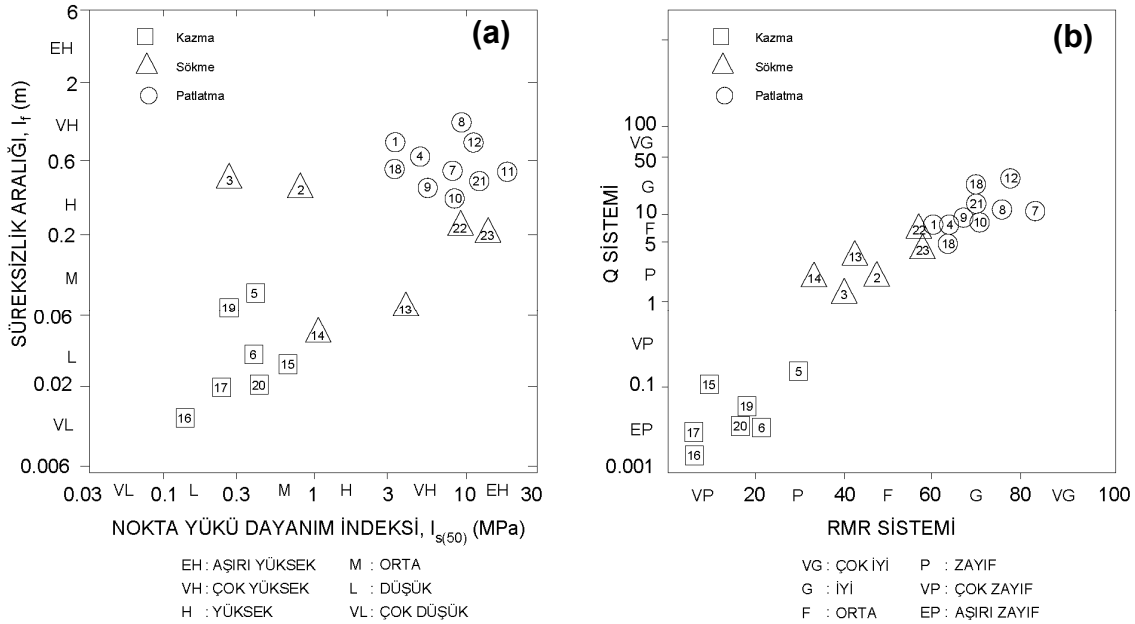 (a)
Kazma
Sökme
Patlatma
SÜREKSİZLİK ARALIĞI, If (m)
6
EH
2
VH
0.6
H
0.2
M
0.06
L
0.02
VL
0.006
8
1
12
4
18
7
11
3
2
9
21
10
22
23
5
19
13
14
6
15
17
20
16
0.03 VL 0.1 L 0.3 M 1 H 3 VH 10 EH 30
NOKTA YÜKÜ DAYANIM İNDEKSİ, Is(50) (MPa)
EH : AŞIRI YÜKSEK M : ORTA
VH : ÇOK YÜKSEK L : DÜŞÜK
H : YÜKSEK VL : ÇOK DÜŞÜK
(b)
Kazma
Sökme
Patlatma
Q SİSTEMİ
100
VG
50
G
10
F
5
P
1
VP
0.1
EP
0.001
12
18
21
8
7
9
10
1
4
22
18
23
13
14
2
3
5
15
19
20
6
17
16
VP 20 P 40 F 60 G 80 VG 100
RMR SİSTEMİ
VG : ÇOK İYİ P : ZAYIF
G : İYİ VP : ÇOK ZAYIF
F : ORTA EP : AŞIRI ZAYIF